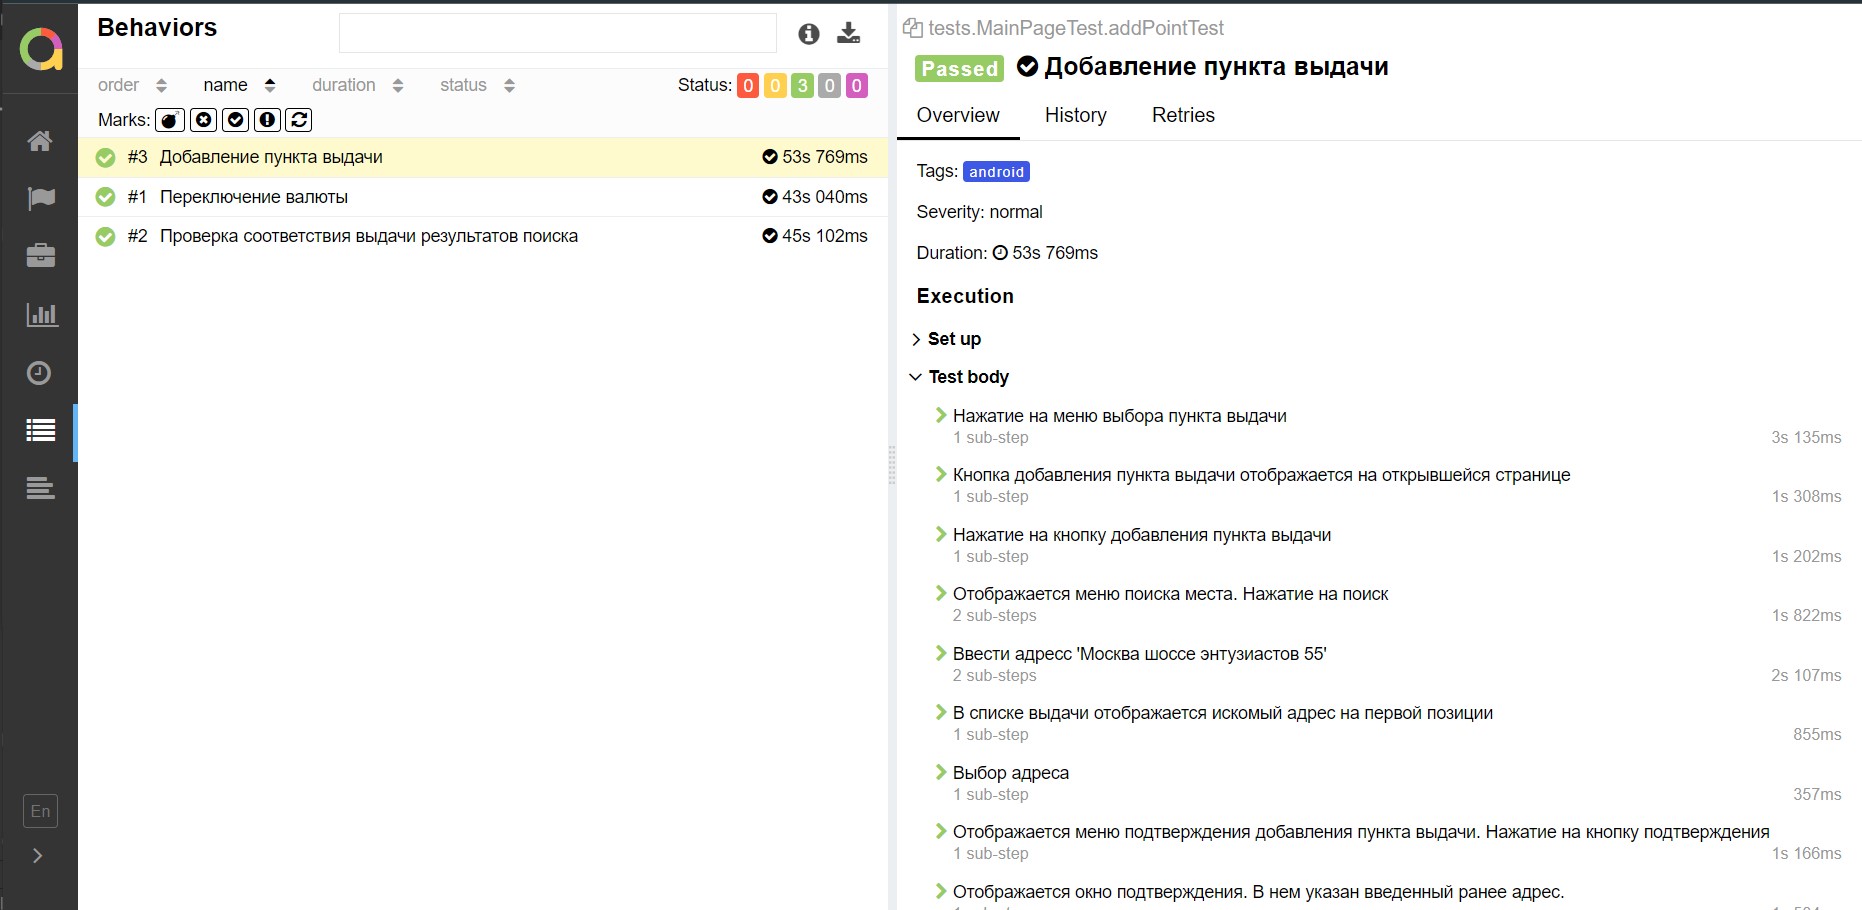 Behaviors
order name duration status Status: 0 0 3 0 0
Marks:
#3 Добавление пункта выдачи 53s 769ms
#1 Переключение валюты 43s 040ms
#2 Проверка соответствия выдачи результатов поиска 45s 102ms
En
tests.MainPageTest.addPointTest
Passed Добавление пункта выдачи
Overview History Retries
Tags: android
Severity: normal
Duration: 53s 769ms
Execution
Set up
Test body
Нажатие на меню выбора пункта выдачи
1 sub-step 3s 135ms
Кнопка добавления пункта выдачи отображается на открывшейся странице
1 sub-step 1s 308ms
Нажатие на кнопку добавления пункта выдачи
1 sub-step 1s 202ms
Отображается меню поиска места. Нажатие на поиск
2 sub-steps 1s 822ms
Ввести адресс 'Москва шоссе энтузиастов 55'
2 sub-steps 2s 107ms
В списке выдачи отображается искомый адрес на первой позиции
1 sub-step 855ms
Выбор адреса
1 sub-step 357ms
Отображается меню подтверждения добавления пункта выдачи. Нажатие на кнопку подтверждения
1 sub-step 1s 166ms
Отображается окно подтверждения. В нем указан введенный ранее адрес.